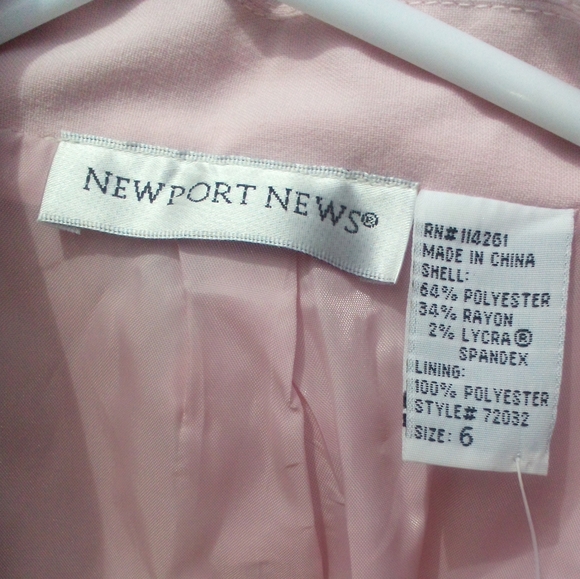 NEWPORT NEWS®
RN# 114261
MADE IN CHINA
SHELL:
64% POLYESTER
34% RAYON
2% LYCRA®
SPANDEX
LINING:
100% POLYESTER
STYLE# 72032
SIZE: 6